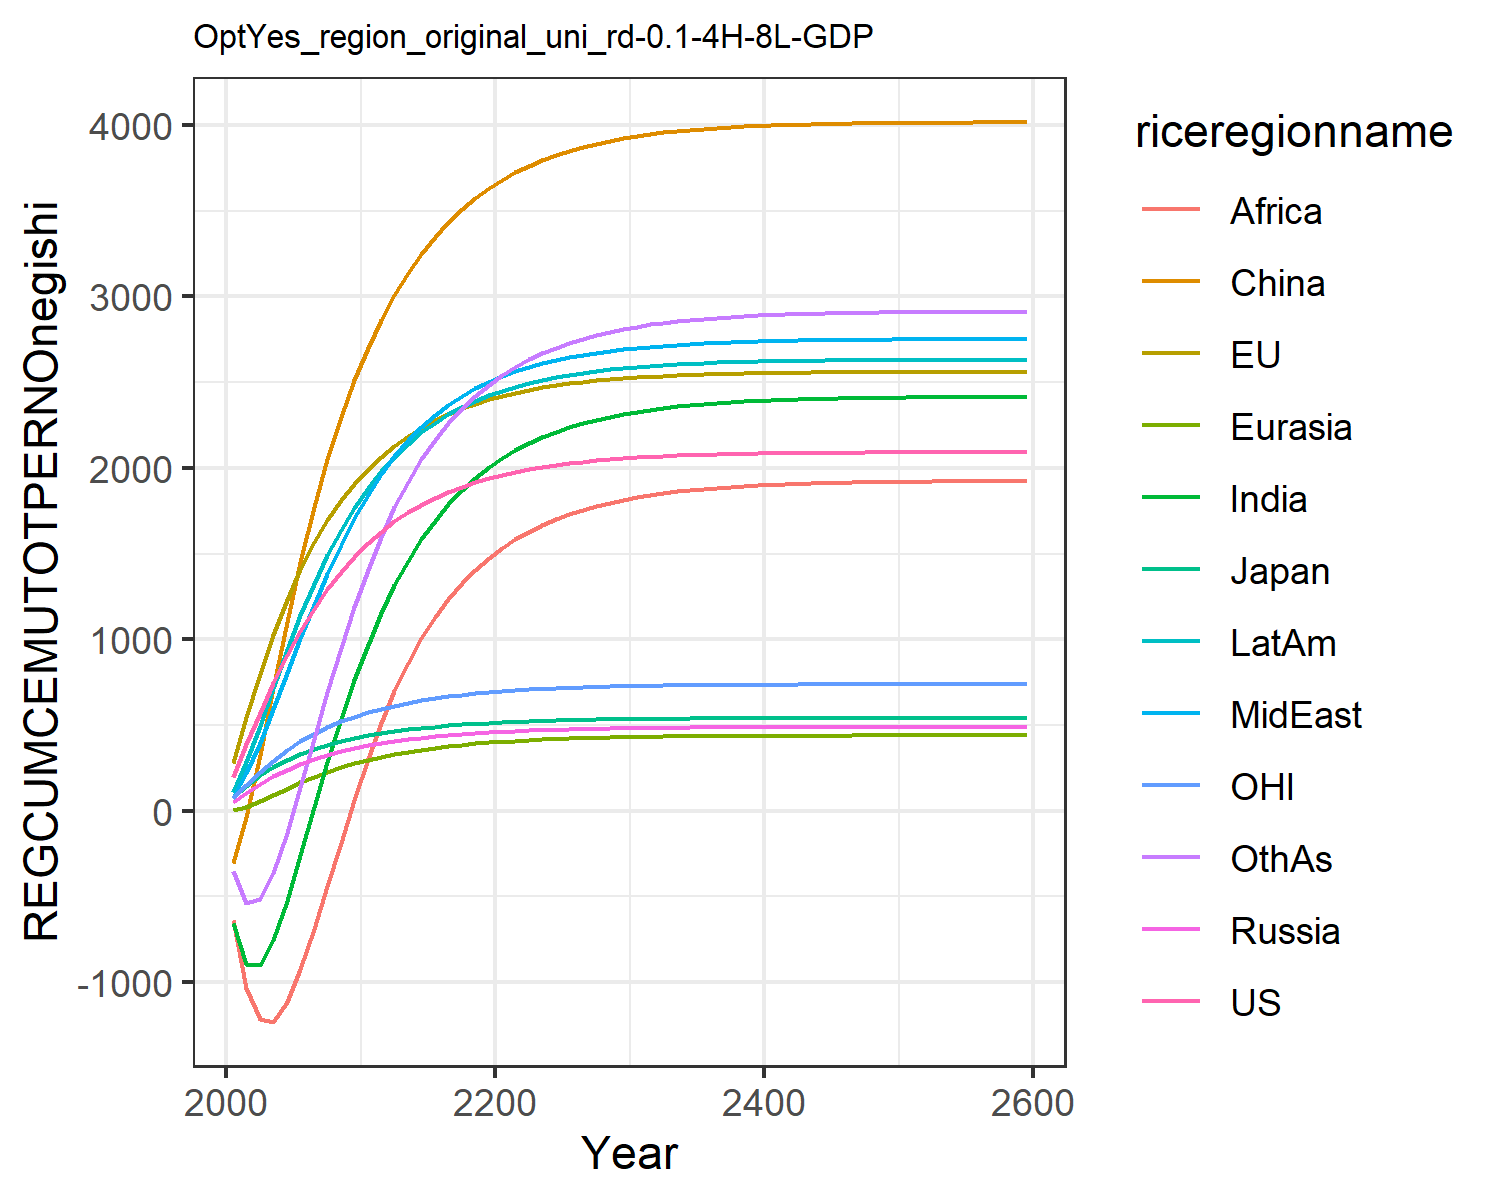 OptYes_region_original_uni_rd-0.1-4H-8L-GDP
4000
3000
2000
1000
0
-1000
REGCUMCEMUTOTPERNOnegishi
2000 2200 2400 2600
Year
riceregionname
Africa
China
EU
Eurasia
India
Japan
LatAm
MidEast
OHI
OthAs
Russia
US